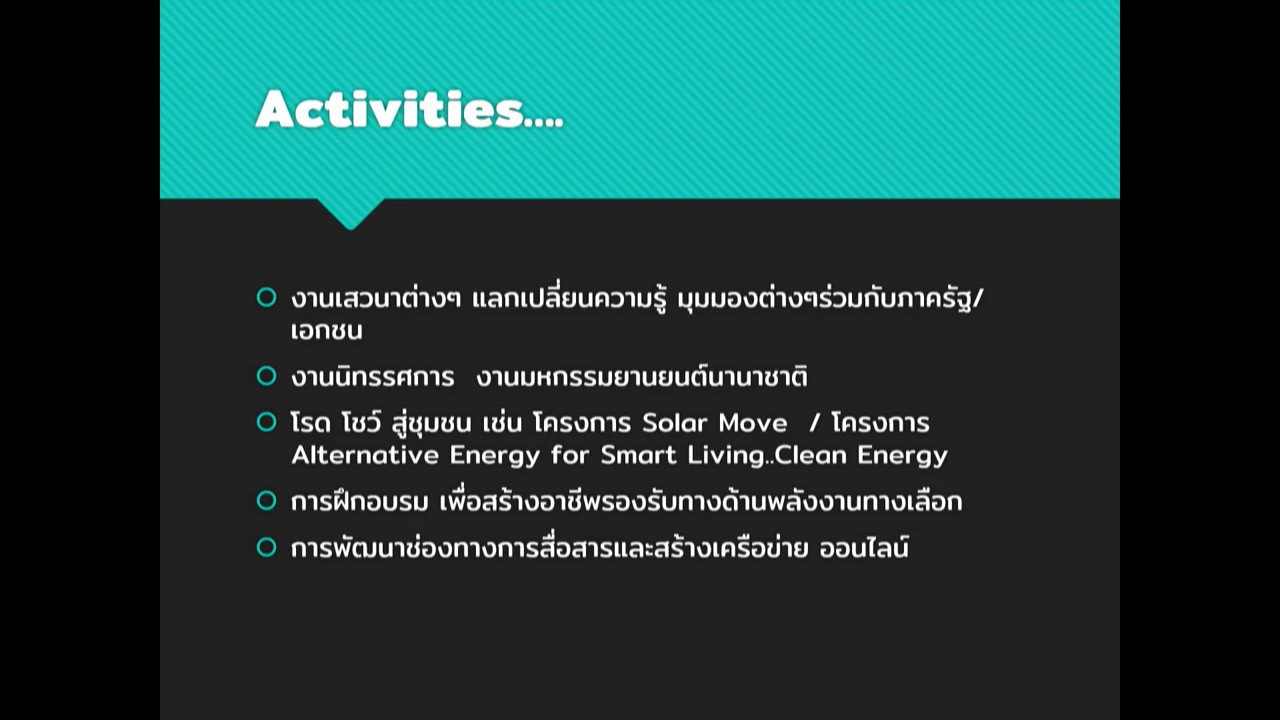 Activities....
งานเสวนาต่างๆ แลกเปลี่ยนความรู้ มุมมองต่างๆร่วมกับภาครัฐ/
เอกชน
งานนิทรรศการ  งานมหกรรมยานยนต์นานาชาติ
โรด โชว์ สู่ชุมชน เช่น โครงการ Solar Move  / โครงการ
Alternative Energy for Smart Living..Clean Energy
การฝึกอบรม เพื่อสร้างอาชีพรองรับทางด้านพลังงานทางเลือก
การพัฒนาช่องทางการสื่อสารและสร้างเครือข่าย ออนไลน์